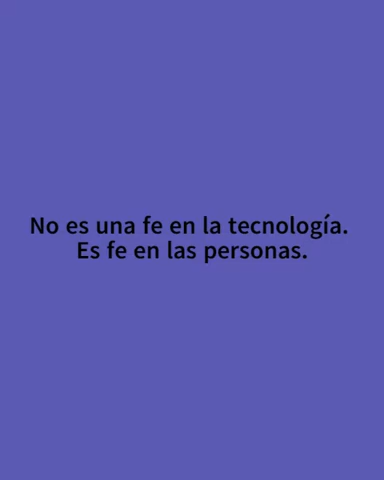 No es una fe en la tecnología.
Es fe en las personas.